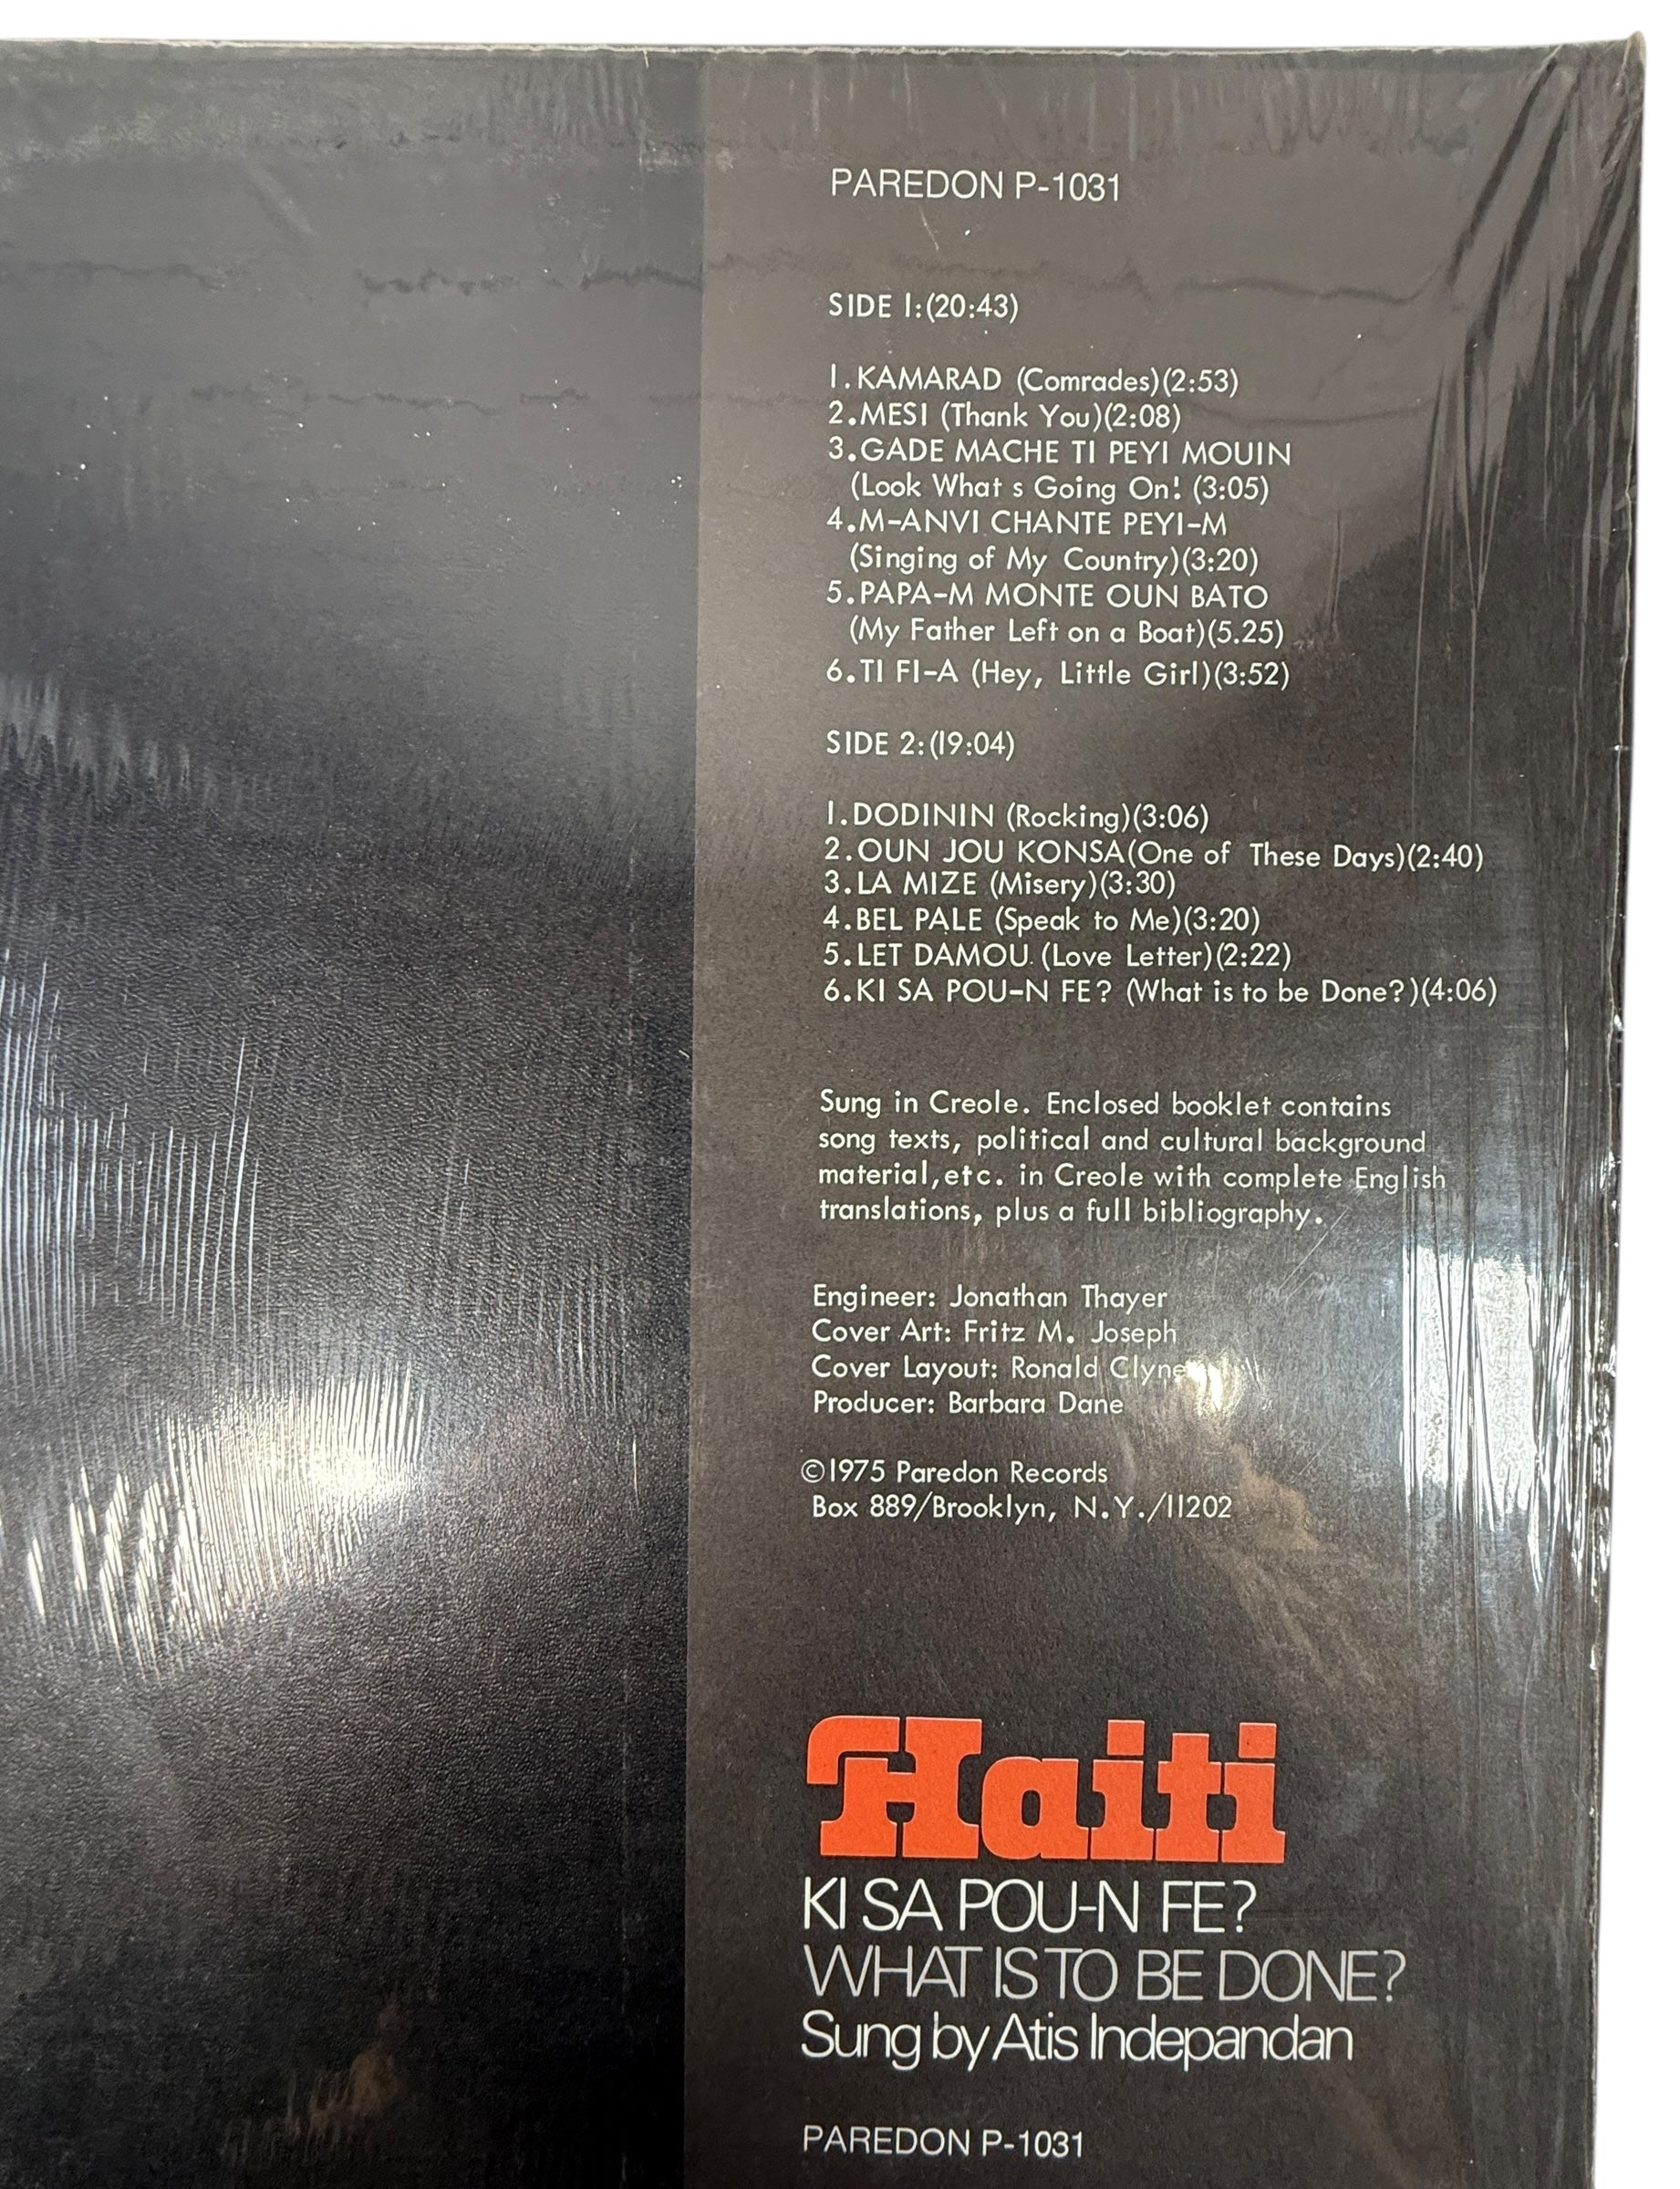 PAREDON P-1031
SIDE 1:(20:43)
1.KAMARAD (Comrades)(2:53)
2.MESI (Thank You)(2:08)
3.GADE MACHE TI PEYI MOUIN
(Look What s Going On! (3:05)
4.M-ANVI CHANTE PEYI-M
(Singing of My Country)(3:20)
5.PAPA-M MONTE OUN BATO
(My Father Left on a Boat)(5.25)
6.TI FI-A (Hey, Little Girl)(3:52)
SIDE 2:(19:04)
1.DODININ (Rocking)(3:06)
2.OUN JOU KONSA(One of These Days)(2:40)
3.LA MIZE (Misery)(3:30)
4.BEL PALE (Speak to Me)(3:20)
5.LET DAMOU (Love Letter)(2:22)
6.KI SA POU-N FE? (What is to be Done?)(4:06)
Sung in Creole. Enclosed booklet contains
song texts, political and cultural background
material,etc. in Creole with complete English
translations, plus a full bibliography.
Engineer: Jonathan Thayer
Cover Art: Fritz M. Joseph
Cover Layout: Ronald Clyne
Producer: Barbara Dane
©1975 Paredon Records
Box 889/Brooklyn, N.Y./11202
Haiti
KI SA POU-N FE?
WHAT IS TO BE DONE?
Sung by Atis Indepandan
PAREDON P-1031